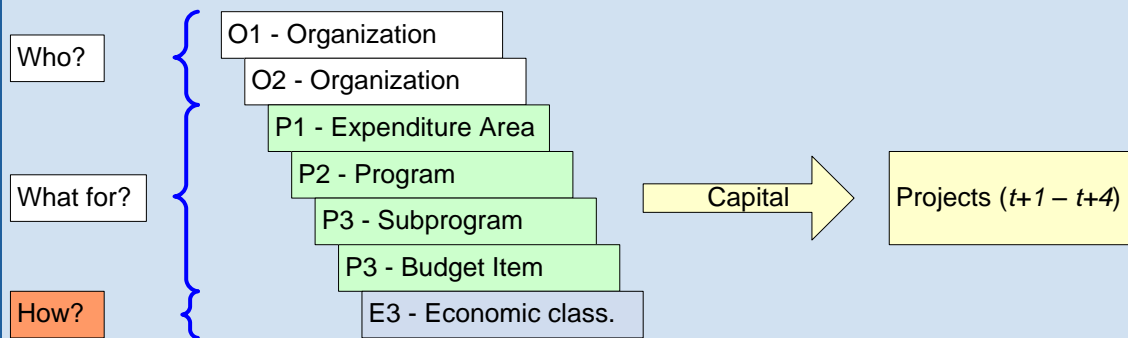 Who?
O1 - Organization
O2 - Organization
What for?
P1 - Expenditure Area
P2 - Program
P3 - Subprogram
P3 - Budget Item
How?
E3 - Economic class.
Capital
Projects (t+1 – t+4)